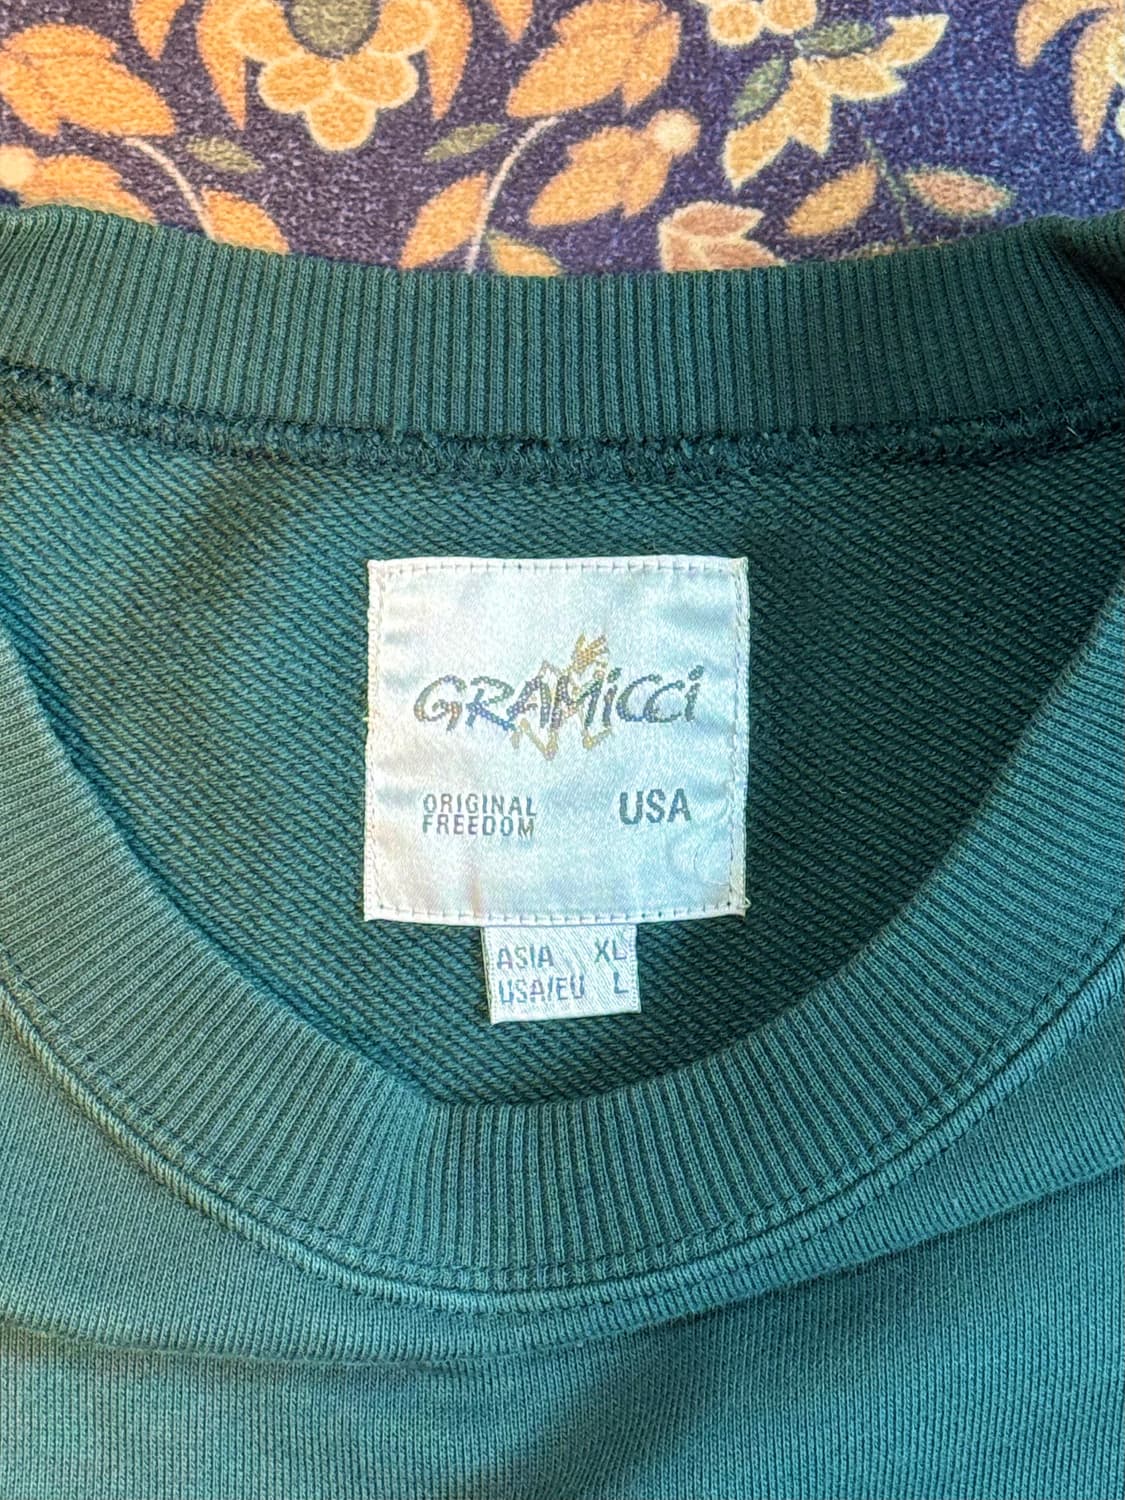 GRAMiCCi
ORIGINAL
FREEDOM
USA
ASIA XL
USA/EU L